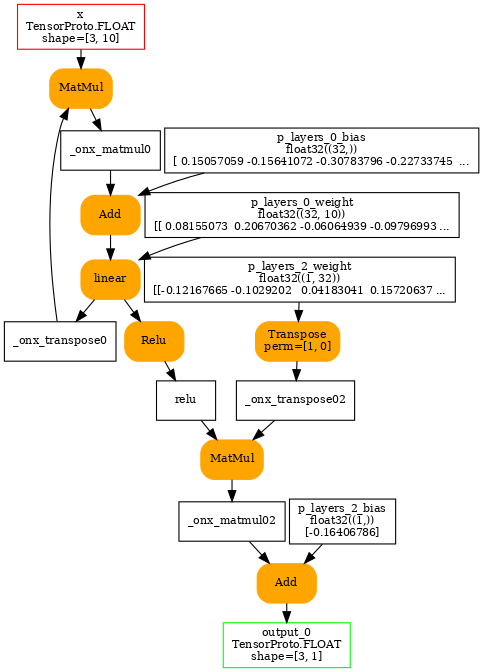 x
TensorProto.FLOAT
shape=[3, 10]
MatMul
_onx_matmul0
p_layers_0_bias
float32((32,))
[ 0.15057059 -0.15641072 -0.30783796 -0.22733745 ...
Add
p_layers_0_weight
float32((32, 10))
[[ 0.08155073 0.20670362 -0.06064939 -0.09796993 ...
linear
p_layers_2_weight
float32((1, 32))
[[-0.12167665 -0.1029202 0.04183041 0.15720637 ...
_onx_transpose0
Relu
Transpose
perm=[1, 0]
relu
_onx_transpose02
MatMul
_onx_matmul02
p_layers_2_bias
float32((1,))
[-0.16406786]
Add
output_0
TensorProto.FLOAT
shape=[3, 1]